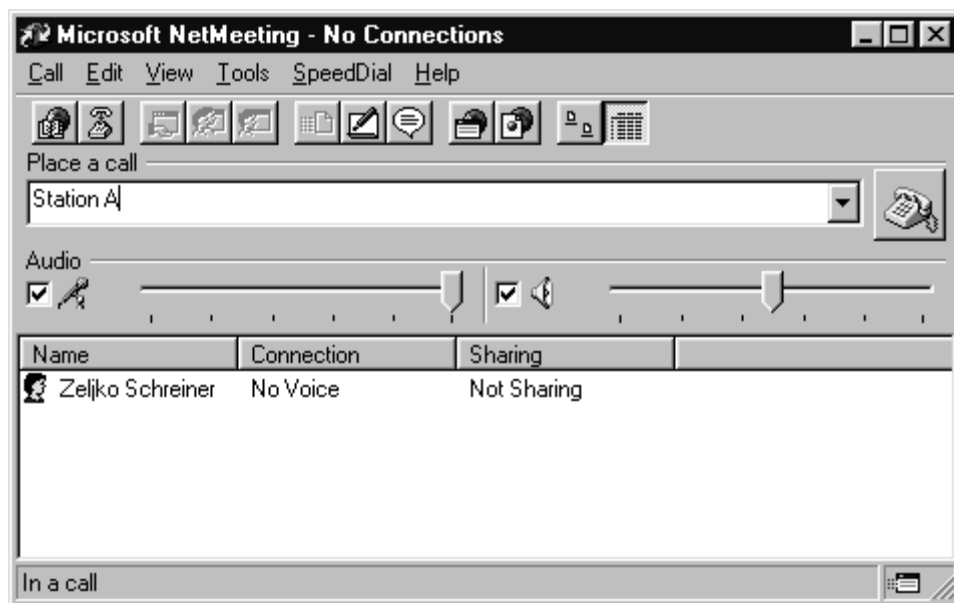 Microsoft NetMeeting - No Connections
Call Edit View Tools SpeedDial Help
Place a call
Station A
Audio
Name Connection Sharing
Zeljko Schreiner No Voice Not Sharing
In a call